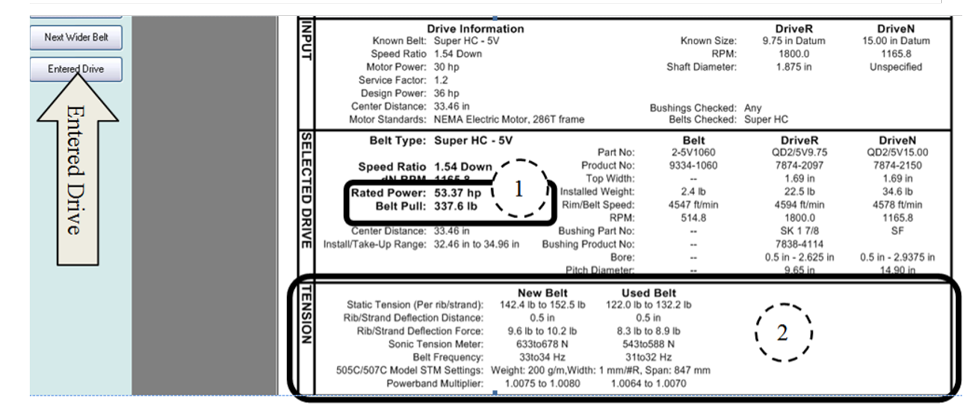 Next Wider Belt
Entered Drive
Entered Drive
INPUT
Drive Information
Known Belt: Super HC - 5V
Speed Ratio 1.54 Down
Motor Power: 30 hp
Service Factor: 1.2
Design Power: 36 hp
Center Distance: 33.46 in
Motor Standards: NEMA Electric Motor, 286T frame
DriveR DriveN
Known Size: 9.75 in Datum 15.00 in Datum
RPM: 1800.0 1165.8
Shaft Diameter: 1.875 in Unspecified
Bushings Checked: Any
Belts Checked: Super HC
SELECTED DRIVE
Belt Type: Super HC - 5V
Speed Ratio 1.54 Down
dN RPM 1165.8
Rated Power: 53.37 hp
Belt Pull: 337.6 lb
1
Center Distance: 33.46 in
Install/Take-Up Range: 32.46 in to 34.96 in
Belt DriveR DriveN
Part No: 2-5V1060 QD2/5V9.75 QD2/5V15.00
Product No: 9334-1060 7874-2097 7874-2150
Top Width: -- 1.69 in 1.69 in
Installed Weight: 2.4 lb 22.5 lb 34.6 lb
Rim/Belt Speed: 4547 ft/min 4594 ft/min 4578 ft/min
RPM: 514.8 1800.0 1165.8
Bushing Part No: -- SK 1 7/8 SF
Bushing Product No: -- 7838-4114
Bore: -- 0.5 in - 2.625 in 0.5 in - 2.9375 in
Pitch Diameter: -- 9.65 in 14.90 in
TENSION
New Belt Used Belt
Static Tension (Per rib/strand): 142.4 lb to 152.5 lb 122.0 lb to 132.2 lb
Rib/Strand Deflection Distance: 0.5 in 0.5 in
Rib/Strand Deflection Force: 9.6 lb to 10.2 lb 8.3 lb to 8.9 lb
Sonic Tension Meter: 633to678 N 543to588 N
Belt Frequency: 33to34 Hz 31to32 Hz
505C/507C Model STM Settings: Weight: 200 g/m,Width: 1 mm/#R, Span: 847 mm
Powerband Multiplier: 1.0075 to 1.0080 1.0064 to 1.0070
2